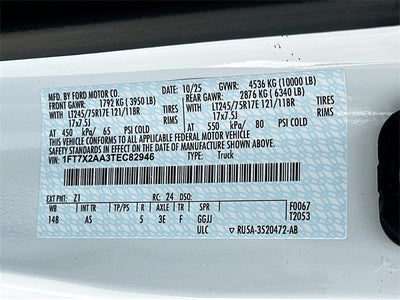 MFD. BY FORD MOTOR CO. 10/25 GVWR: 4536 KG (10000 LB)
FRONT GAWR: 1792 KG (3950 LB) REAR GAWR: 2876 KG (6340 LB)
LT245/75R17E 121/118R TIRES LT245/75R17E 121/118R TIRES
17x7.5J RIMS 17x7.5J RIMS
AT 450 kPa/ 65 PSI COLD AT 550 kPa/ 80 PSI COLD
THIS VEHICLE CONFORMS TO ALL APPLICABLE FEDERAL MOTOR VEHICLE
SAFETY STANDARDS IN EFFECT ON THE DATE OF MANUFACTURE SHOWN ABOVE.
VIN: 1FT7X2AA3TEC82946 TYPE: Truck
EXT PNT: Z1 RC: 24 DSO: F0067
WB INT TR TP/PS R AXLE TR SPR T2053
148 AS 5 3E F GGJJ
ULC RU5A-3520472-AB